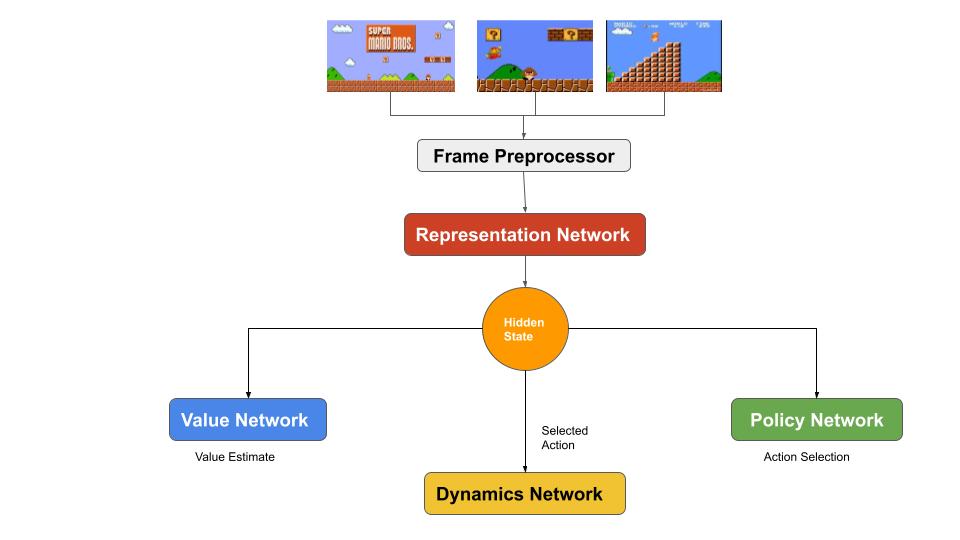 SUPER
MARIO BROS.
?
?
Frame Preprocessor
Representation Network
Hidden
State
Value Network
Policy Network
Value Estimate
Selected
Action
Action Selection
Dynamics Network